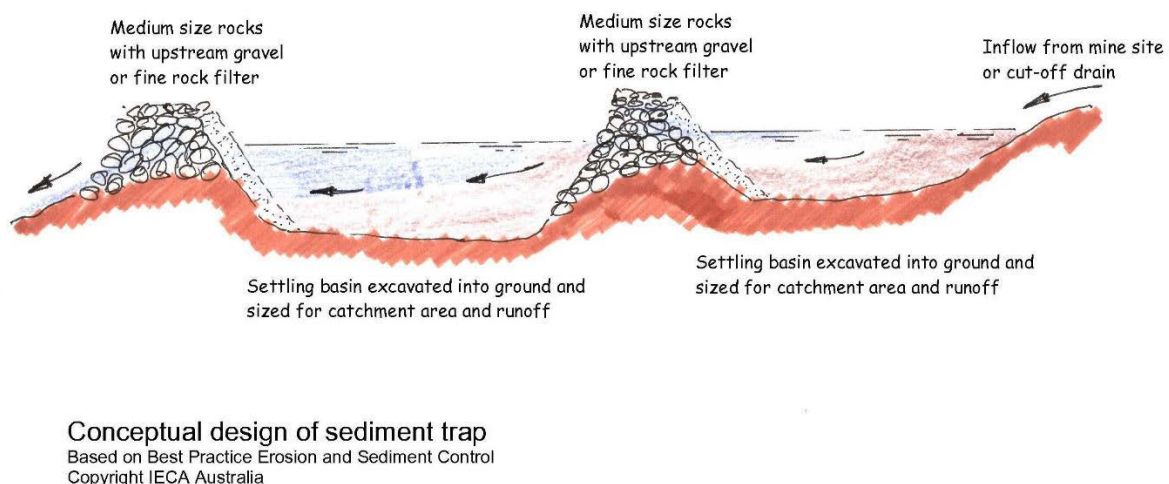 Medium size rocks
with upstream gravel
or fine rock filter
Medium size rocks
with upstream gravel
or fine rock filter
Inflow from mine site
or cut-off drain
Settling basin excavated into ground and
sized for catchment area and runoff
Settling basin excavated into ground and
sized for catchment area and runoff
Conceptual design of sediment trap
Based on Best Practice Erosion and Sediment Control
Copyright IECA Australia